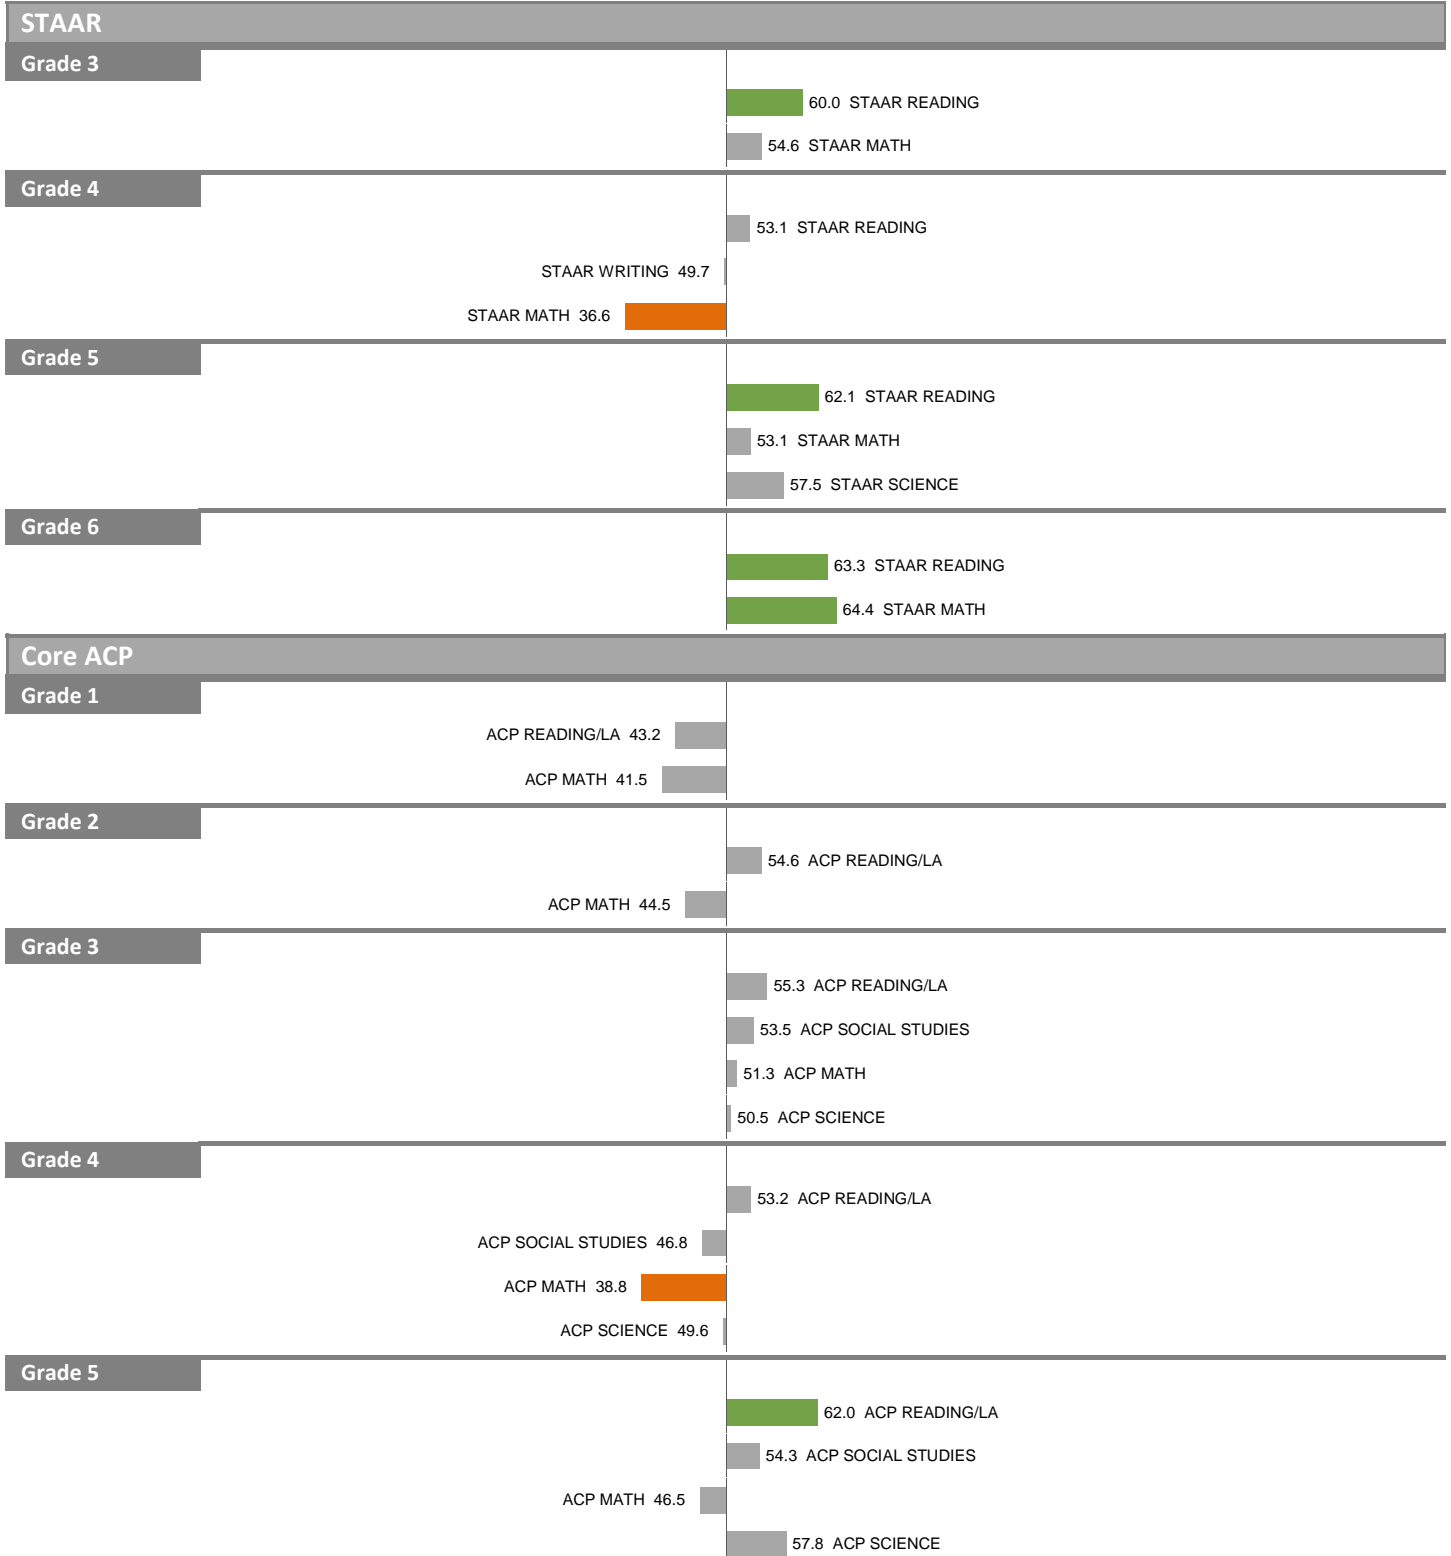 STAAR
Grade 3
60.0 STAAR READING
54.6 STAAR MATH
Grade 4
53.1 STAAR READING
STAAR WRITING 49.7
STAAR MATH 36.6
Grade 5
62.1 STAAR READING
53.1 STAAR MATH
57.5 STAAR SCIENCE
Grade 6
63.3 STAAR READING
64.4 STAAR MATH
Core ACP
Grade 1
ACP READING/LA 43.2
ACP MATH 41.5
Grade 2
54.6 ACP READING/LA
ACP MATH 44.5
Grade 3
55.3 ACP READING/LA
53.5 ACP SOCIAL STUDIES
51.3 ACP MATH
50.5 ACP SCIENCE
Grade 4
53.2 ACP READING/LA
ACP SOCIAL STUDIES 46.8
ACP MATH 38.8
ACP SCIENCE 49.6
Grade 5
62.0 ACP READING/LA
54.3 ACP SOCIAL STUDIES
ACP MATH 46.5
57.8 ACP SCIENCE